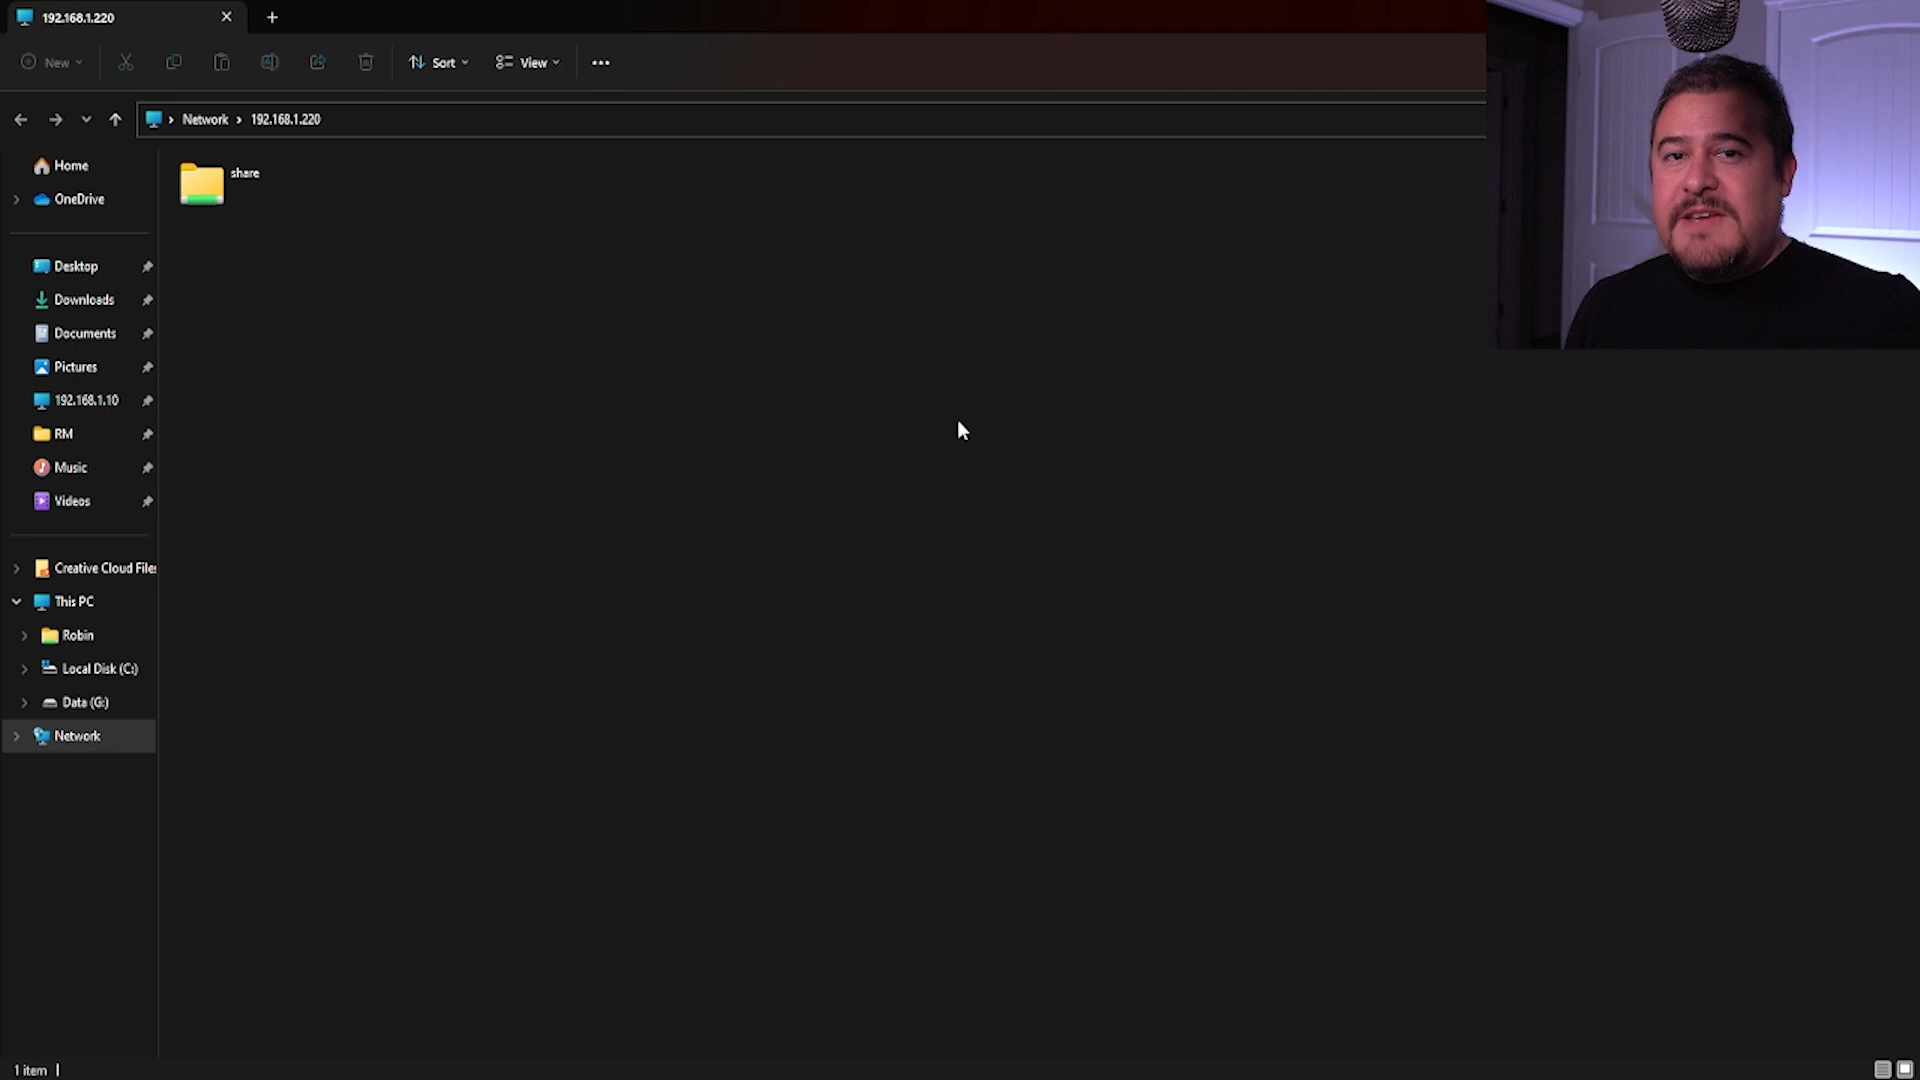 192.168.1.220
New
Sort
View
Network
192.168.1.220
Home
OneDrive
share
Desktop
Downloads
Documents
Pictures
192.168.1.10
RM
Music
Videos
Creative Cloud Files
This PC
Robin
Local Disk (C:)
Data (G:)
Network
1 item